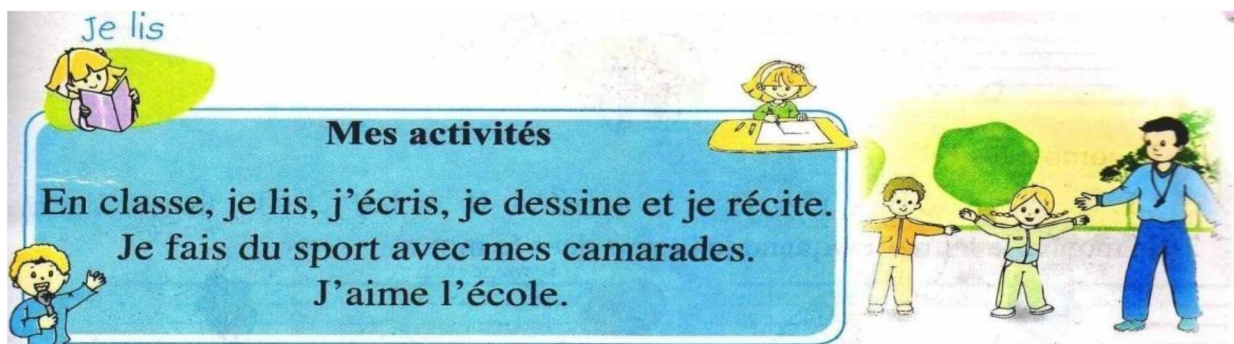 Je lis
Mes activités
En classe, je lis, j'écris, je dessine et je récite.
Je fais du sport avec mes camarades.
J'aime l'école.